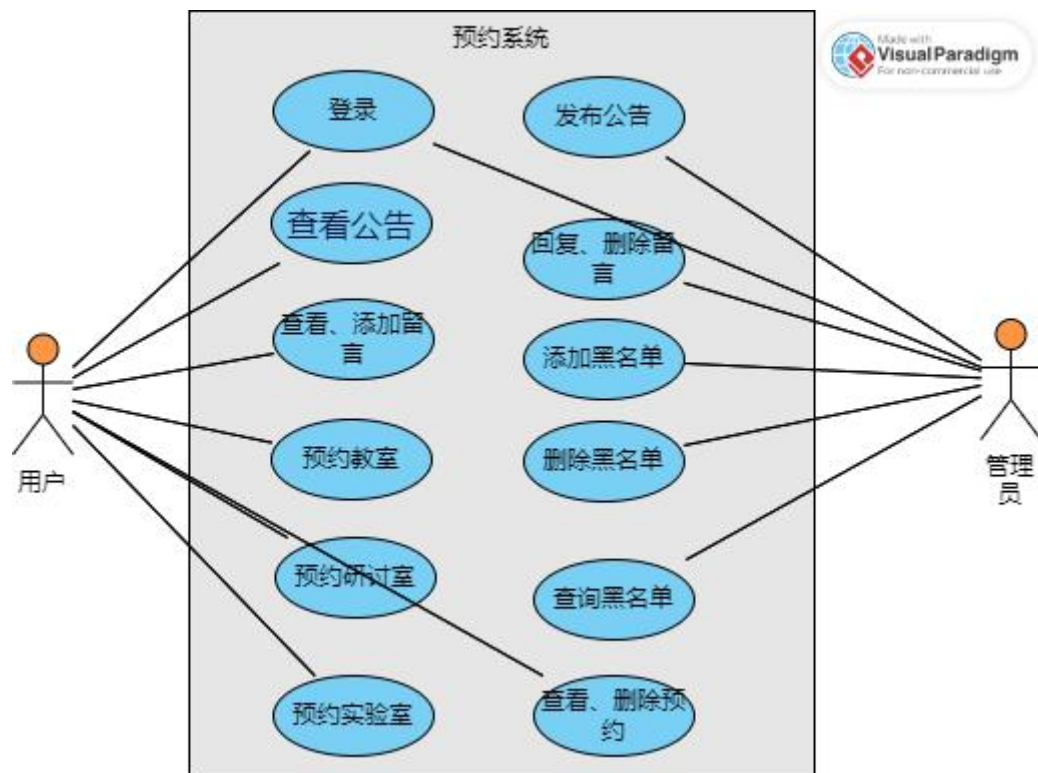 预约系统
Made with
Visual Paradigm
For non-commercial use
登录
发布公告
查看公告
回复、删除留
言
查看、添加留
言
添加黑名单
预约教室
删除黑名单
用户
管理
员
预约研讨室
查询黑名单
预约实验室
查看、删除预
约